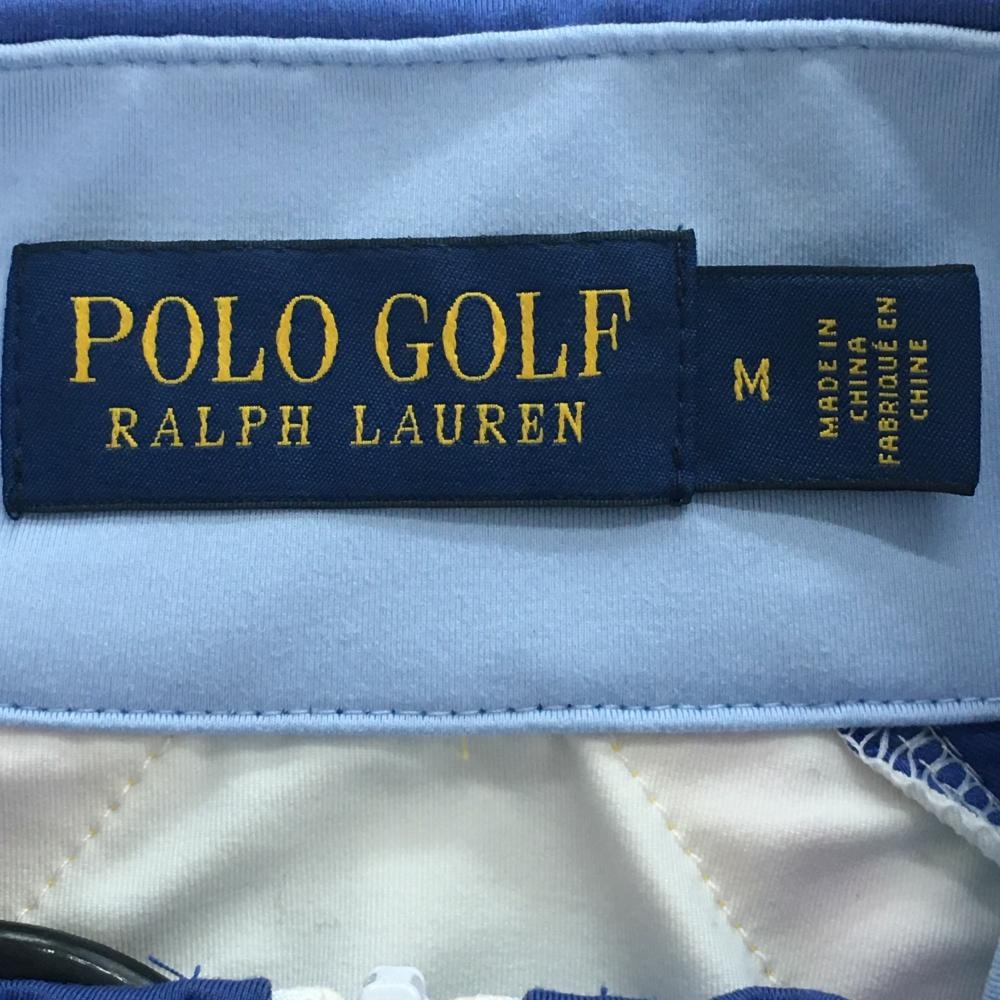 POLO GOLF
RALPH LAUREN
M
MADE IN
CHINA
FABRIQUÉ EN
CHINE